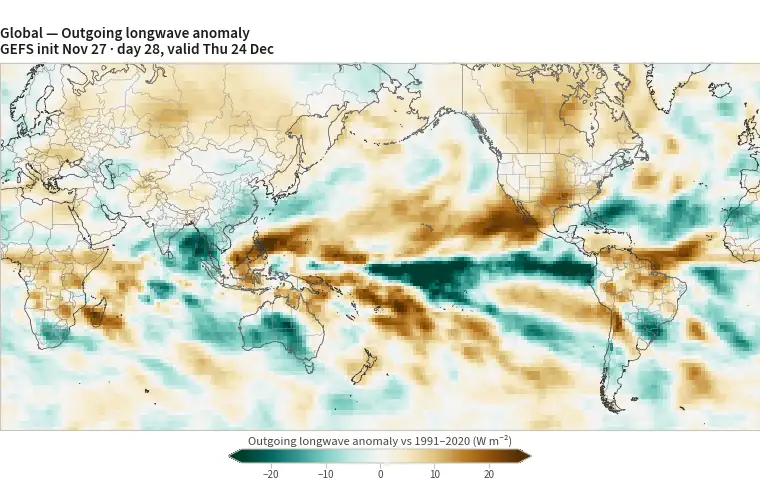 Global — Outgoing longwave anomaly
GEFS init Nov 27 · day 28, valid Thu 24 Dec
Outgoing longwave anomaly vs 1991–2020 (W m⁻²)
−20 −10 0 10 20